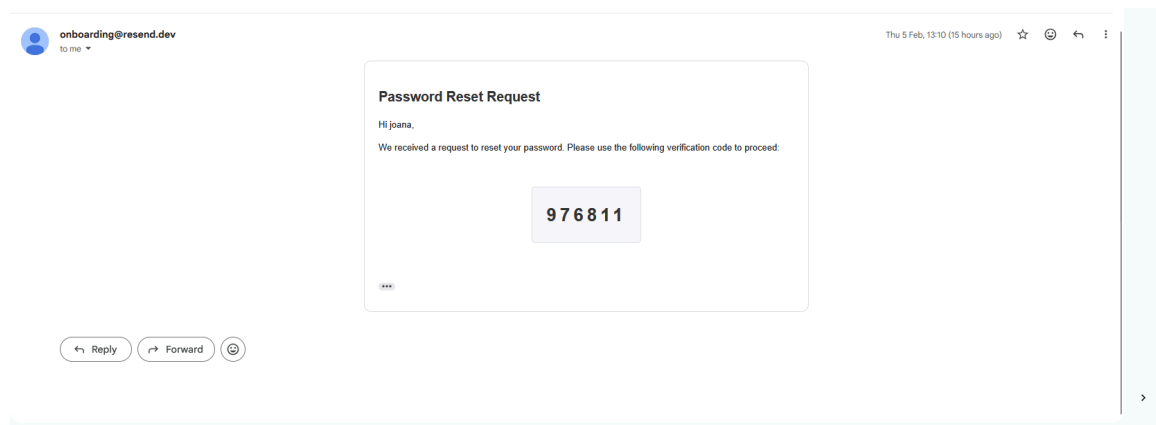 onboarding@resend.dev
Thu 5 Feb, 13:10 (15 hours ago)
to me
Password Reset Request
Hi joana,
We received a request to reset your password. Please use the following verification code to proceed:
976811
Reply
Forward